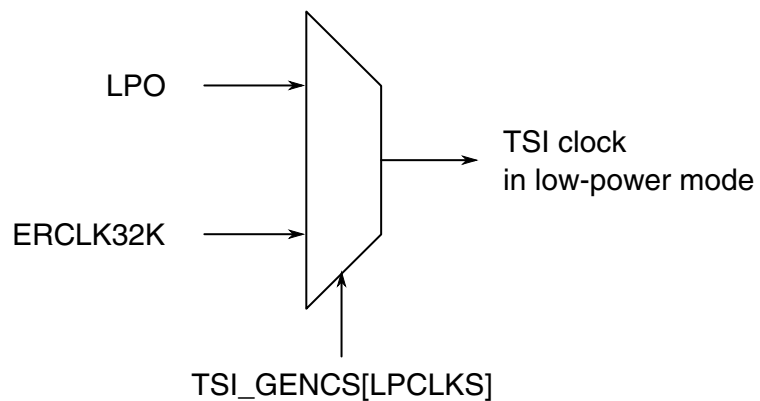 LPO
TSI clock
in low-power mode
ERCLK32K
TSI_GENCS[LPCLKS]